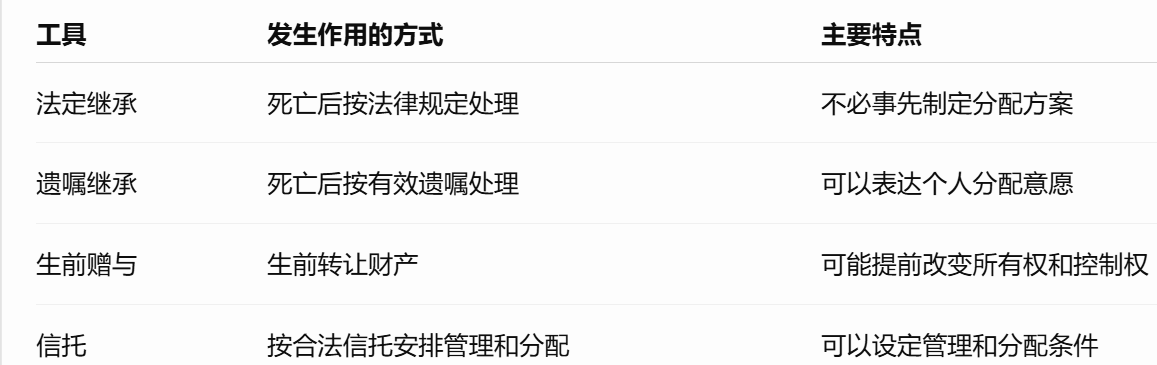 工具 发生作用的方式 主要特点
法定继承 死亡后按法律规定处理 不必事先制定分配方案
遗嘱继承 死亡后按有效遗嘱处理 可以表达个人分配意愿
生前赠与 生前转让财产 可能提前改变所有权和控制权
信托 按合法信托安排管理和分配 可以设定管理和分配条件